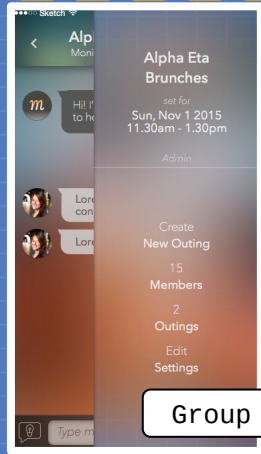 Sketch
Alp
Moni
m
Hi! I'
to he
Lore
con
Lore
Type m
Alpha Eta
Brunches
set for
Sun, Nov 1 2015
11.30am - 1.30pm
Admin
Create
New Outing
15
Members
2
Outings
Edit
Settings
Group